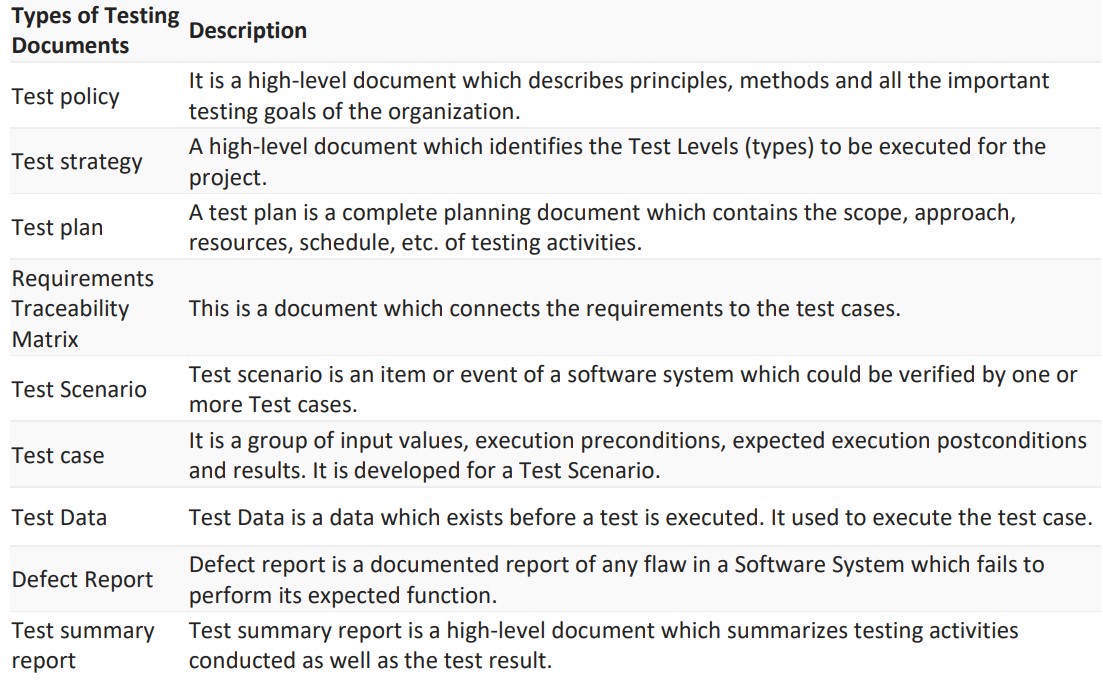 Types of Testing
Documents
Description
Test policy
It is a high-level document which describes principles, methods and all the important
testing goals of the organization.
Test strategy
A high-level document which identifies the Test Levels (types) to be executed for the
project.
Test plan
A test plan is a complete planning document which contains the scope, approach,
resources, schedule, etc. of testing activities.
Requirements
Traceability
Matrix
This is a document which connects the requirements to the test cases.
Test Scenario
Test scenario is an item or event of a software system which could be verified by one or
more Test cases.
Test case
It is a group of input values, execution preconditions, expected execution postconditions
and results. It is developed for a Test Scenario.
Test Data
Test Data is a data which exists before a test is executed. It used to execute the test case.
Defect Report
Defect report is a documented report of any flaw in a Software System which fails to
perform its expected function.
Test summary
report
Test summary report is a high-level document which summarizes testing activities
conducted as well as the test result.